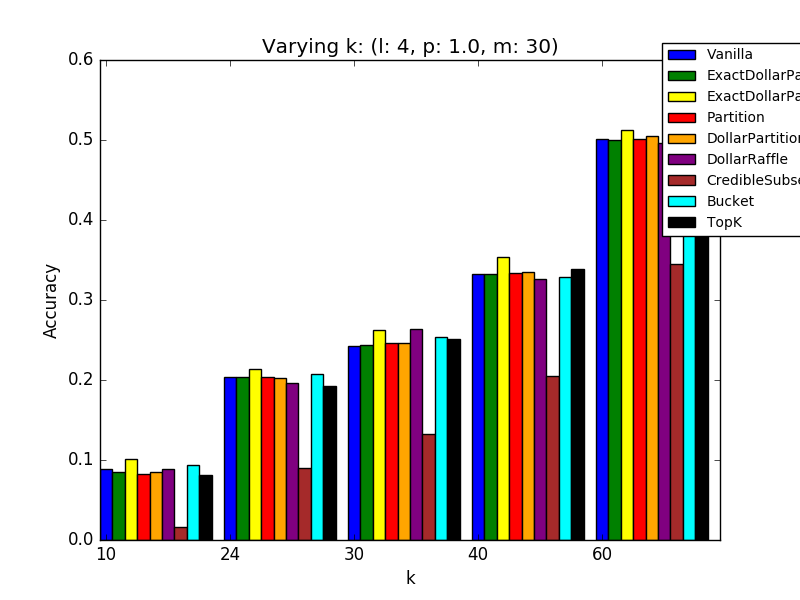 Varying k: (l: 4, p: 1.0, m: 30)
0.6
0.5
0.4
0.3
0.2
0.1
0.0
Accuracy
10 24 30 40 60
k
Vanilla
ExactDollarPa
ExactDollarPa
Partition
DollarPartition
DollarRaffle
CredibleSubse
Bucket
TopK